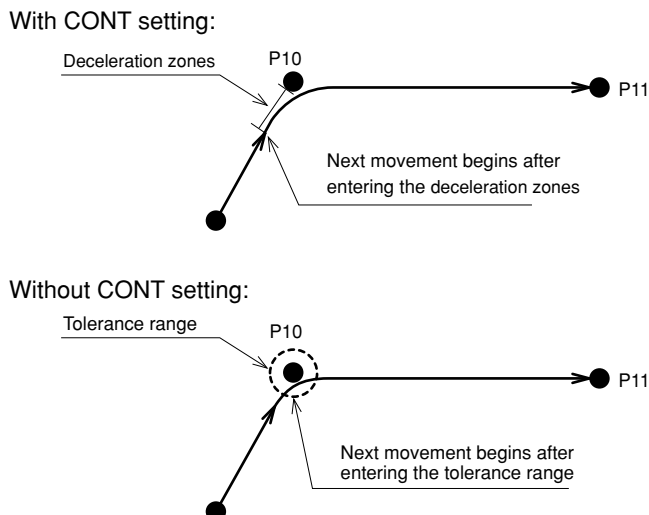 With CONT setting:
Deceleration zones
P10
P11
Next movement begins after
entering the deceleration zones
Without CONT setting:
Tolerance range
P10
P11
Next movement begins after
entering the tolerance range